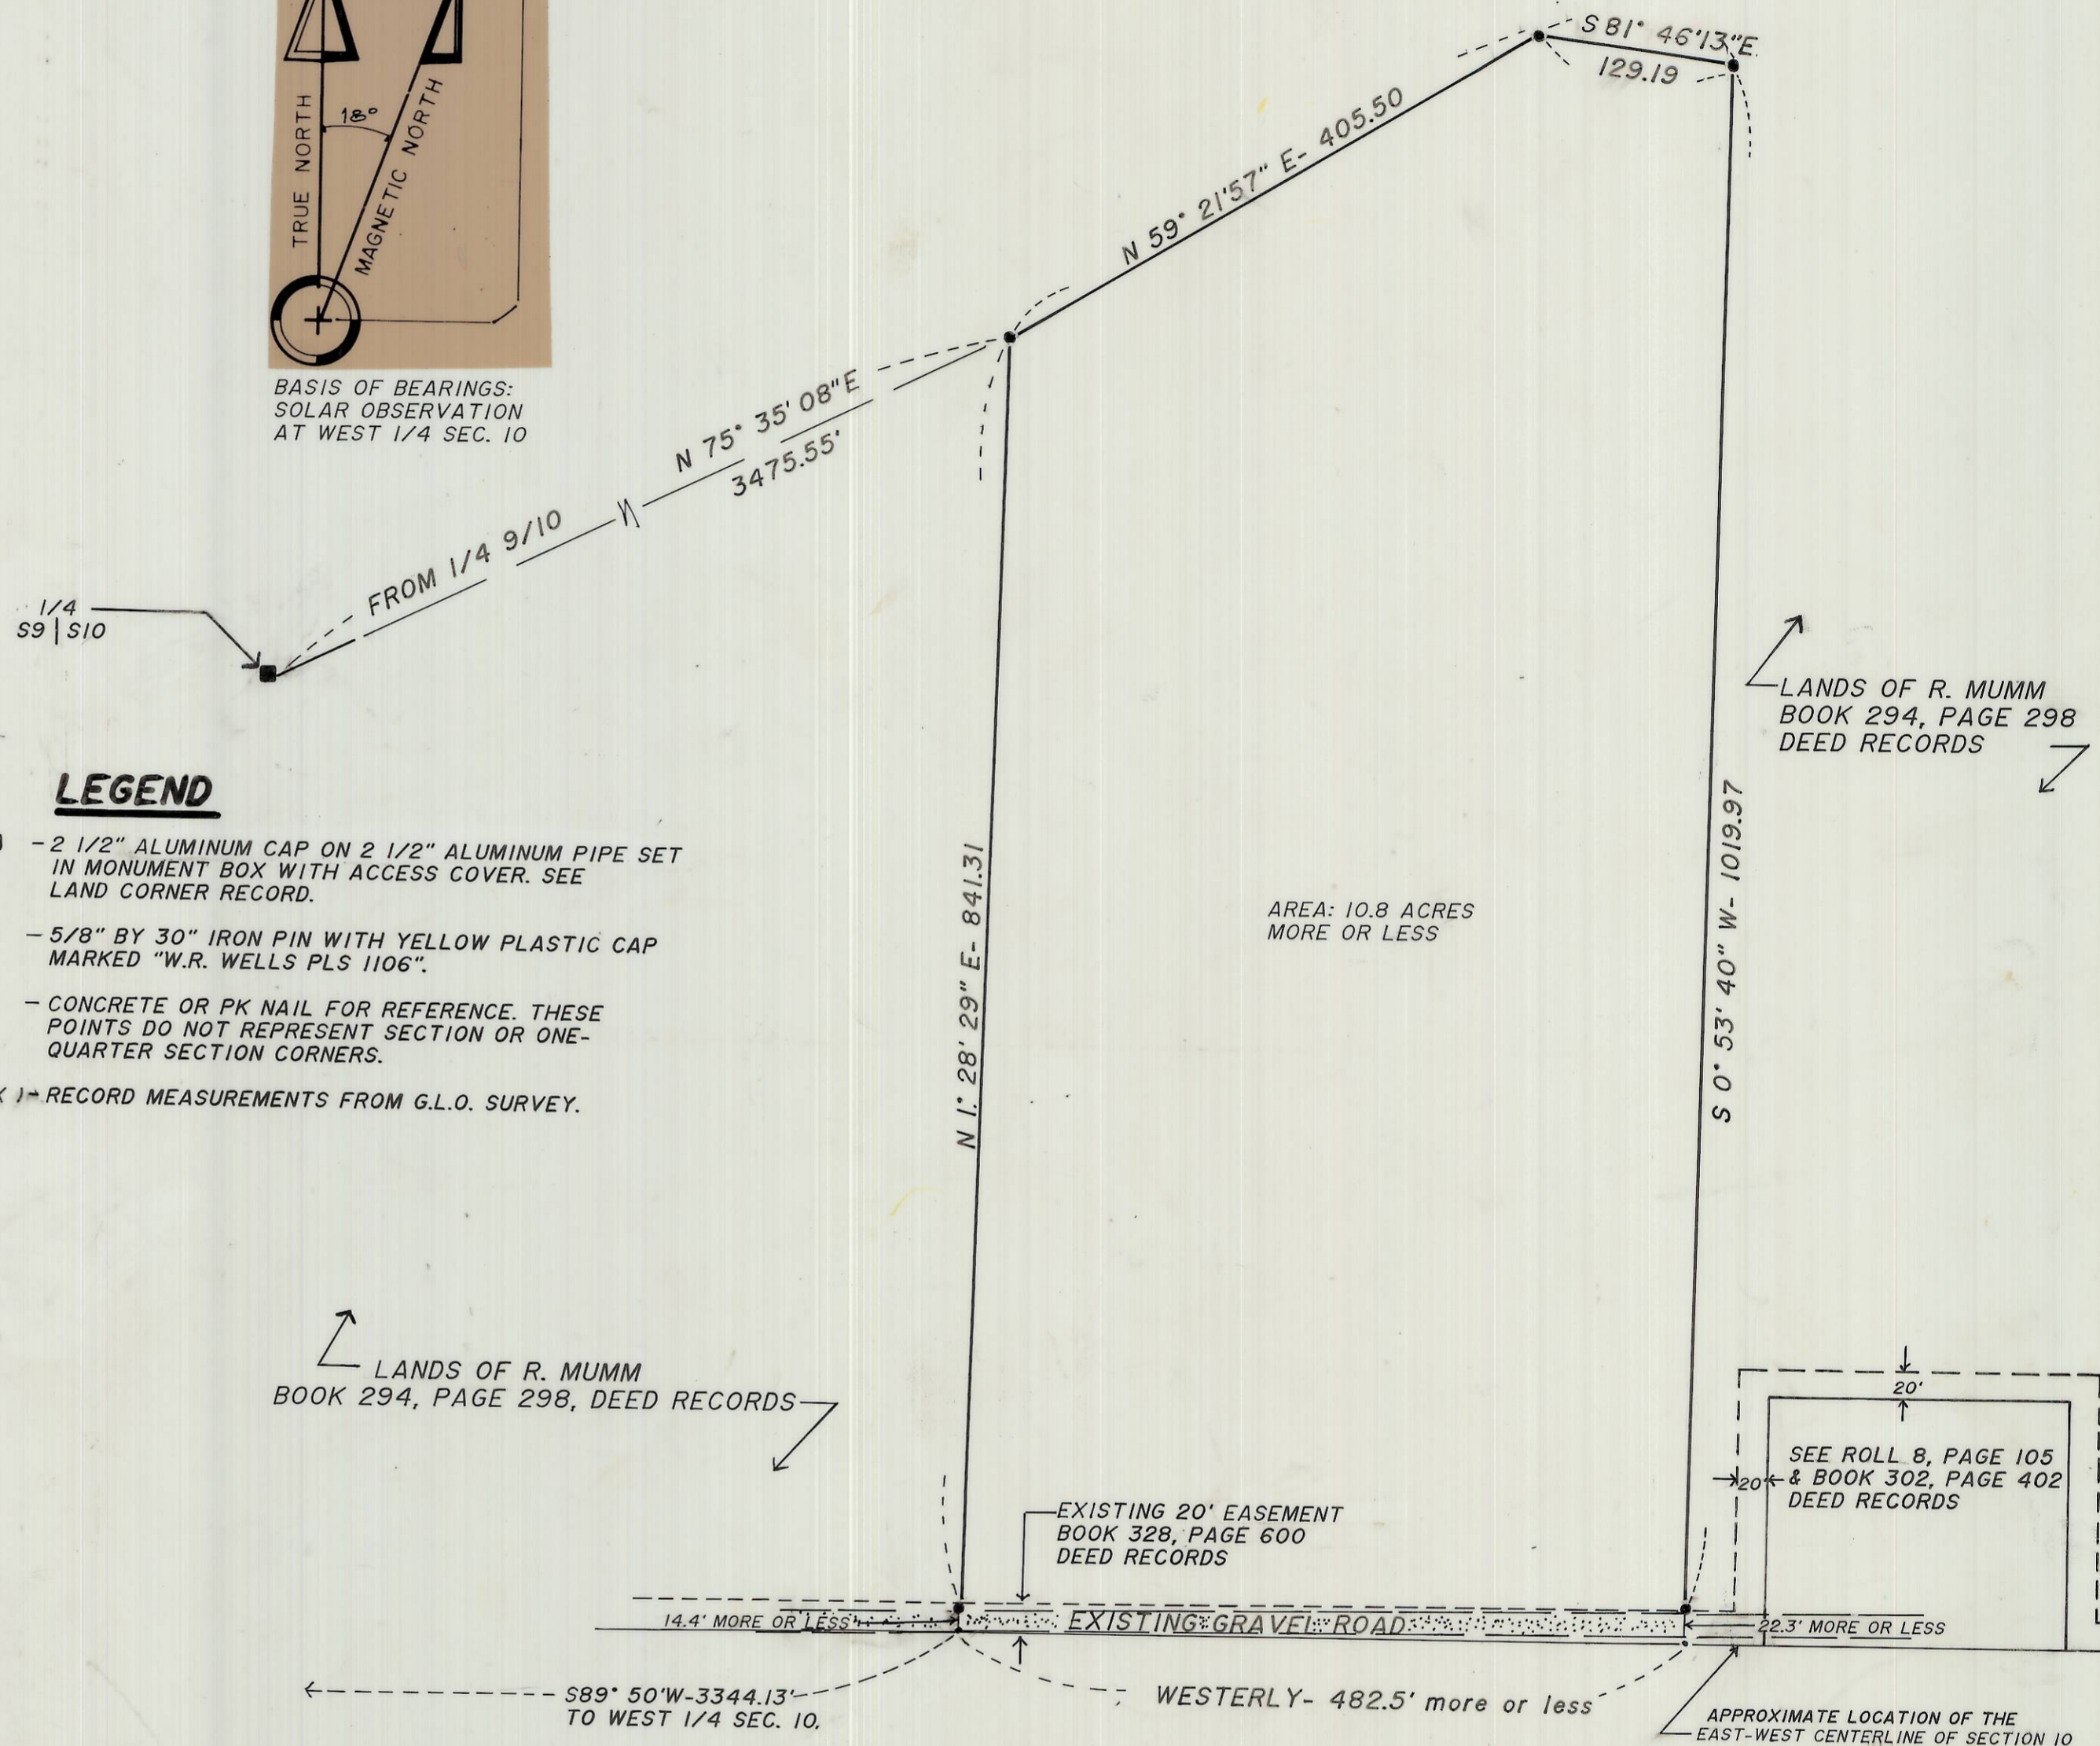 S 81° 46'13"E
129.19
N 59° 21'57" E- 405.50
TRUE NORTH
18°
MAGNETIC NORTH
BASIS OF BEARINGS:
SOLAR OBSERVATION
AT WEST 1/4 SEC. 10
N 75° 35' 08"E
3475.55'
FROM 1/4 9/10
1/4
S9 | S10
LANDS OF R. MUMM
BOOK 294, PAGE 298
DEED RECORDS
LEGEND
- 2 1/2" ALUMINUM CAP ON 2 1/2" ALUMINUM PIPE SET
IN MONUMENT BOX WITH ACCESS COVER. SEE
LAND CORNER RECORD.
- 5/8" BY 30" IRON PIN WITH YELLOW PLASTIC CAP
MARKED "W.R. WELLS PLS 1106".
- CONCRETE OR PK NAIL FOR REFERENCE. THESE
POINTS DO NOT REPRESENT SECTION OR ONE-
QUARTER SECTION CORNERS.
)- RECORD MEASUREMENTS FROM G.L.O. SURVEY.
N 1° 28' 29" E- 841.31
AREA: 10.8 ACRES
MORE OR LESS
S 0° 53' 40" W- 1019.97
LANDS OF R. MUMM
BOOK 294, PAGE 298, DEED RECORDS
20'
SEE ROLL 8, PAGE 105
20' & BOOK 302, PAGE 402
DEED RECORDS
EXISTING 20' EASEMENT
BOOK 328, PAGE 600
DEED RECORDS
14.4' MORE OR LESS
EXISTING GRAVEL ROAD
22.3' MORE OR LESS
S89° 50'W-3344.13'
TO WEST 1/4 SEC. 10.
WESTERLY- 482.5' more or less
APPROXIMATE LOCATION OF THE
EAST-WEST CENTERLINE OF SECTION 10